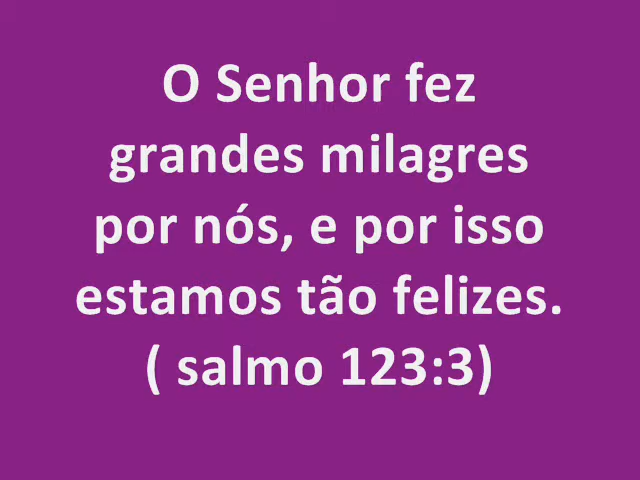 O Senhor fez
grandes milagres
por nós, e por isso
estamos tão felizes.
( salmo 123:3)